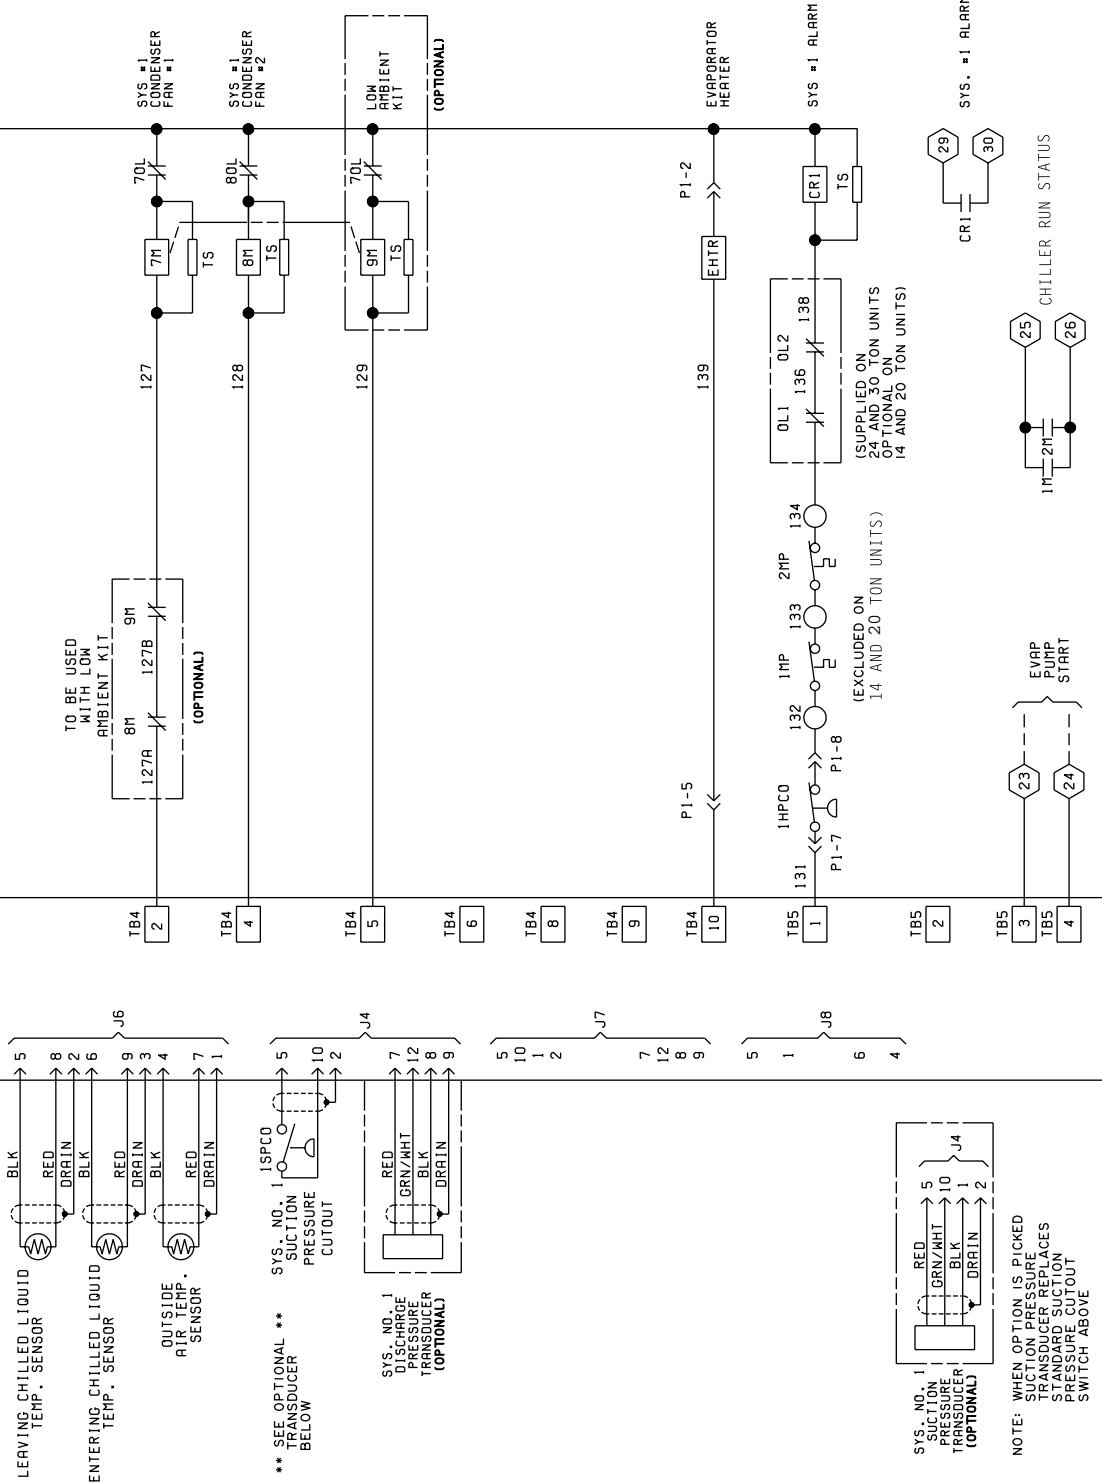 SYS #1
CONDENSER
FAN #1
SYS #1
CONDENSER
FAN #2
LOW
AMBIENT
KIT
(OPTIONAL)
EVAPORATOR
HEATER
SYS #1 ALARM
SYS. #1 ALARM
7OL
8OL
7OL
P1-2
CR1
TS
29
30
CR1
7M
TS
8M
TS
9M
TS
EHTR
CHILLER RUN STATUS
25
26
127
128
129
139
138
OL2
136
OL1
(SUPPLIED ON
24 AND 30 TON UNITS
OPTIONAL ON
14 AND 20 TON UNITS)
1M
2M
134
2MP
133
1MP
132
(EXCLUDED ON
14 AND 20 TON UNITS)
TO BE USED
WITH LOW
AMBIENT KIT
9M
127B
8M
127A
(OPTIONAL)
EVAP
PUMP
START
23
24
P1-5
P1-8
1HPCO
P1-7
131
TB4
2
TB4
4
TB4
5
TB4
6
TB4
8
TB4
9
TB4
10
TB5
1
TB5
2
TB5
3
TB5
4
J6
5
8
2
6
9
3
4
7
1
J4
5
10
2
7
12
8
9
J7
5
10
1
2
7
12
8
9
J8
5
1
6
4
BLK
RED
DRAIN
BLK
RED
DRAIN
BLK
RED
DRAIN
LEAVING CHILLED LIQUID
TEMP. SENSOR
ENTERING CHILLED LIQUID
TEMP. SENSOR
OUTSIDE
AIR TEMP.
SENSOR
1SPCO
SYS. NO. 1
SUCTION
PRESSURE
CUTOUT
** SEE OPTIONAL **
TRANSDUCER
BELOW
RED
GRN/WHT
BLK
DRAIN
SYS. NO. 1
DISCHARGE
PRESSURE
TRANSDUCER
(OPTIONAL)
J4
5
10
1
2
RED
GRN/WHT
BLK
DRAIN
SYS. NO. 1
SUCTION
PRESSURE
TRANSDUCER
(OPTIONAL)
NOTE: WHEN OPTION IS PICKED
SUCTION PRESSURE
TRANSDUCER REPLACES
STANDARD SUCTION
PRESSURE CUTOUT
SWITCH ABOVE